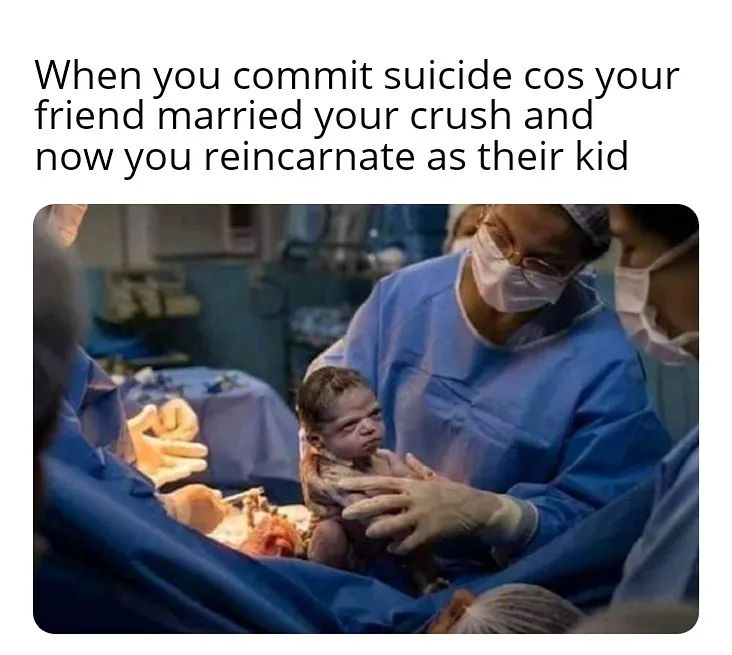 When you commit suicide cos your
friend married your crush and
now you reincarnate as their kid